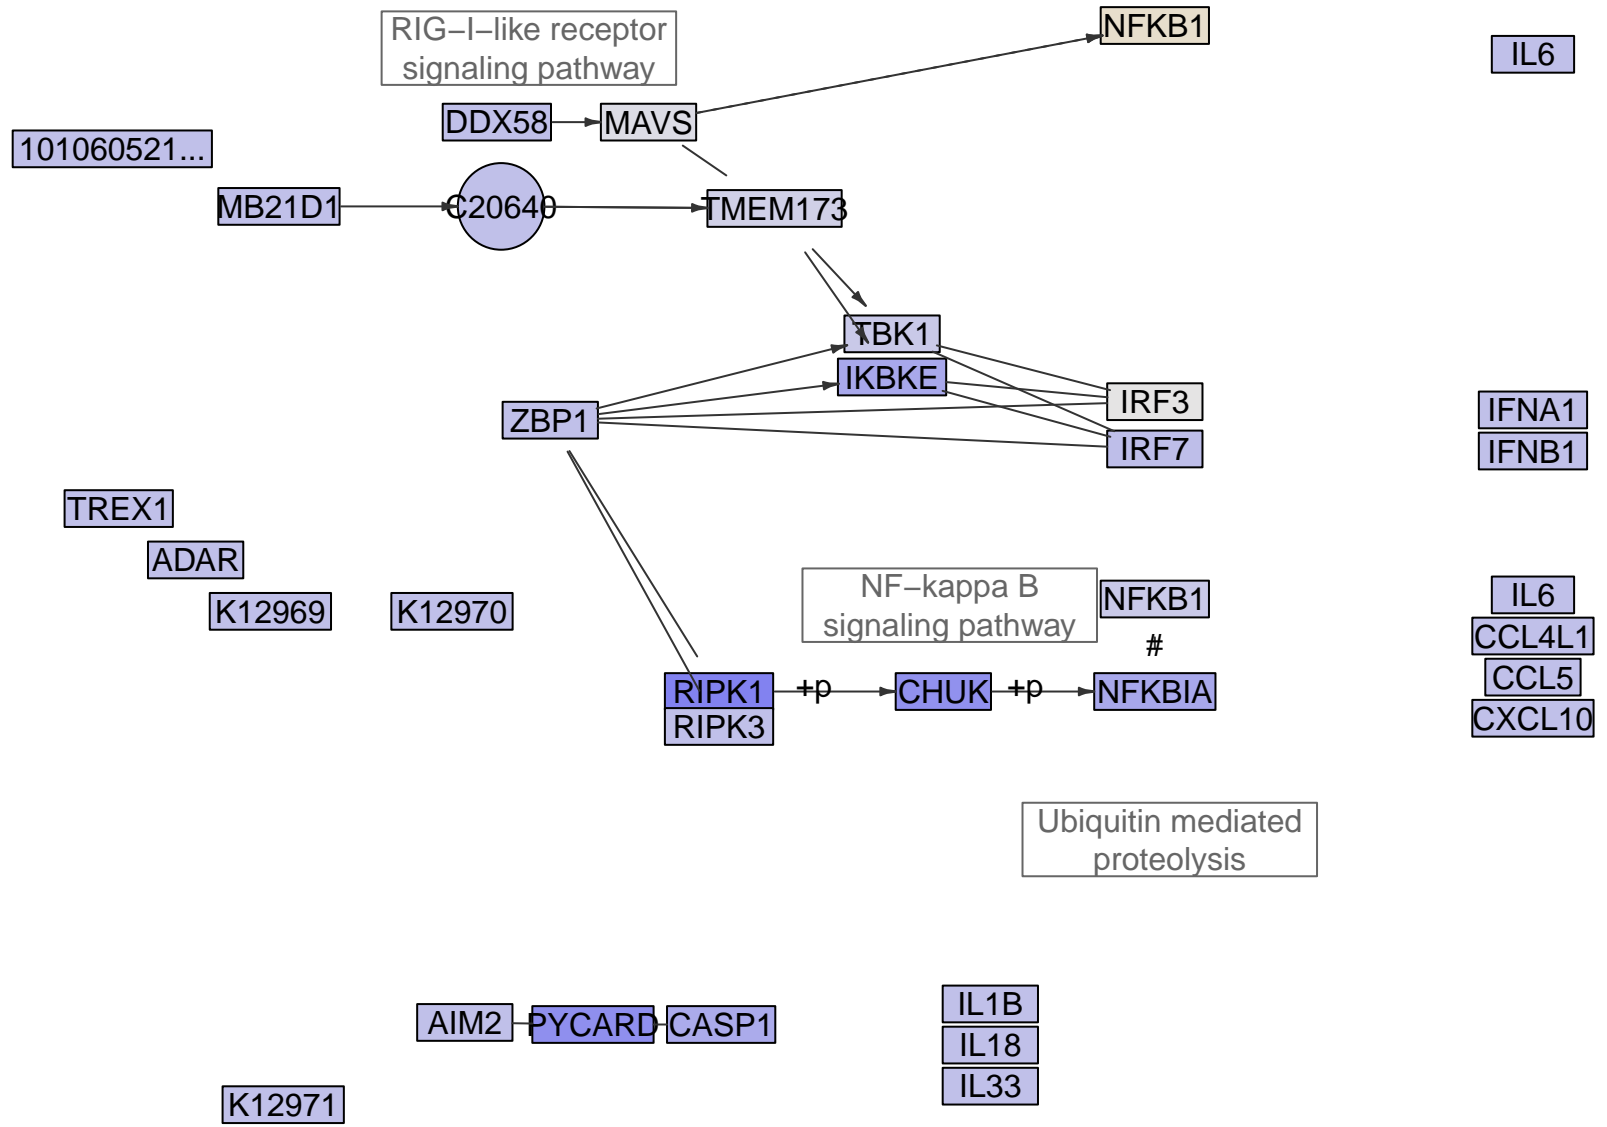 RIG−I−like receptor
signaling pathway
NFKB1
IL6
DDX58
MAVS
101060521...
MB21D1
C20640
TMEM173
TBK1
IKBKE
ZBP1
IRF3
IRF7
IFNA1
IFNB1
TREX1
ADAR
K12969
K12970
NF−kappa B
signaling pathway
NFKB1
#
IL6
CCL4L1
CCL5
CXCL10
RIPK1
+p
CHUK
+p
NFKBIA
RIPK3
Ubiquitin mediated
proteolysis
AIM2
PYCARD
CASP1
IL1B
IL18
IL33
K12971